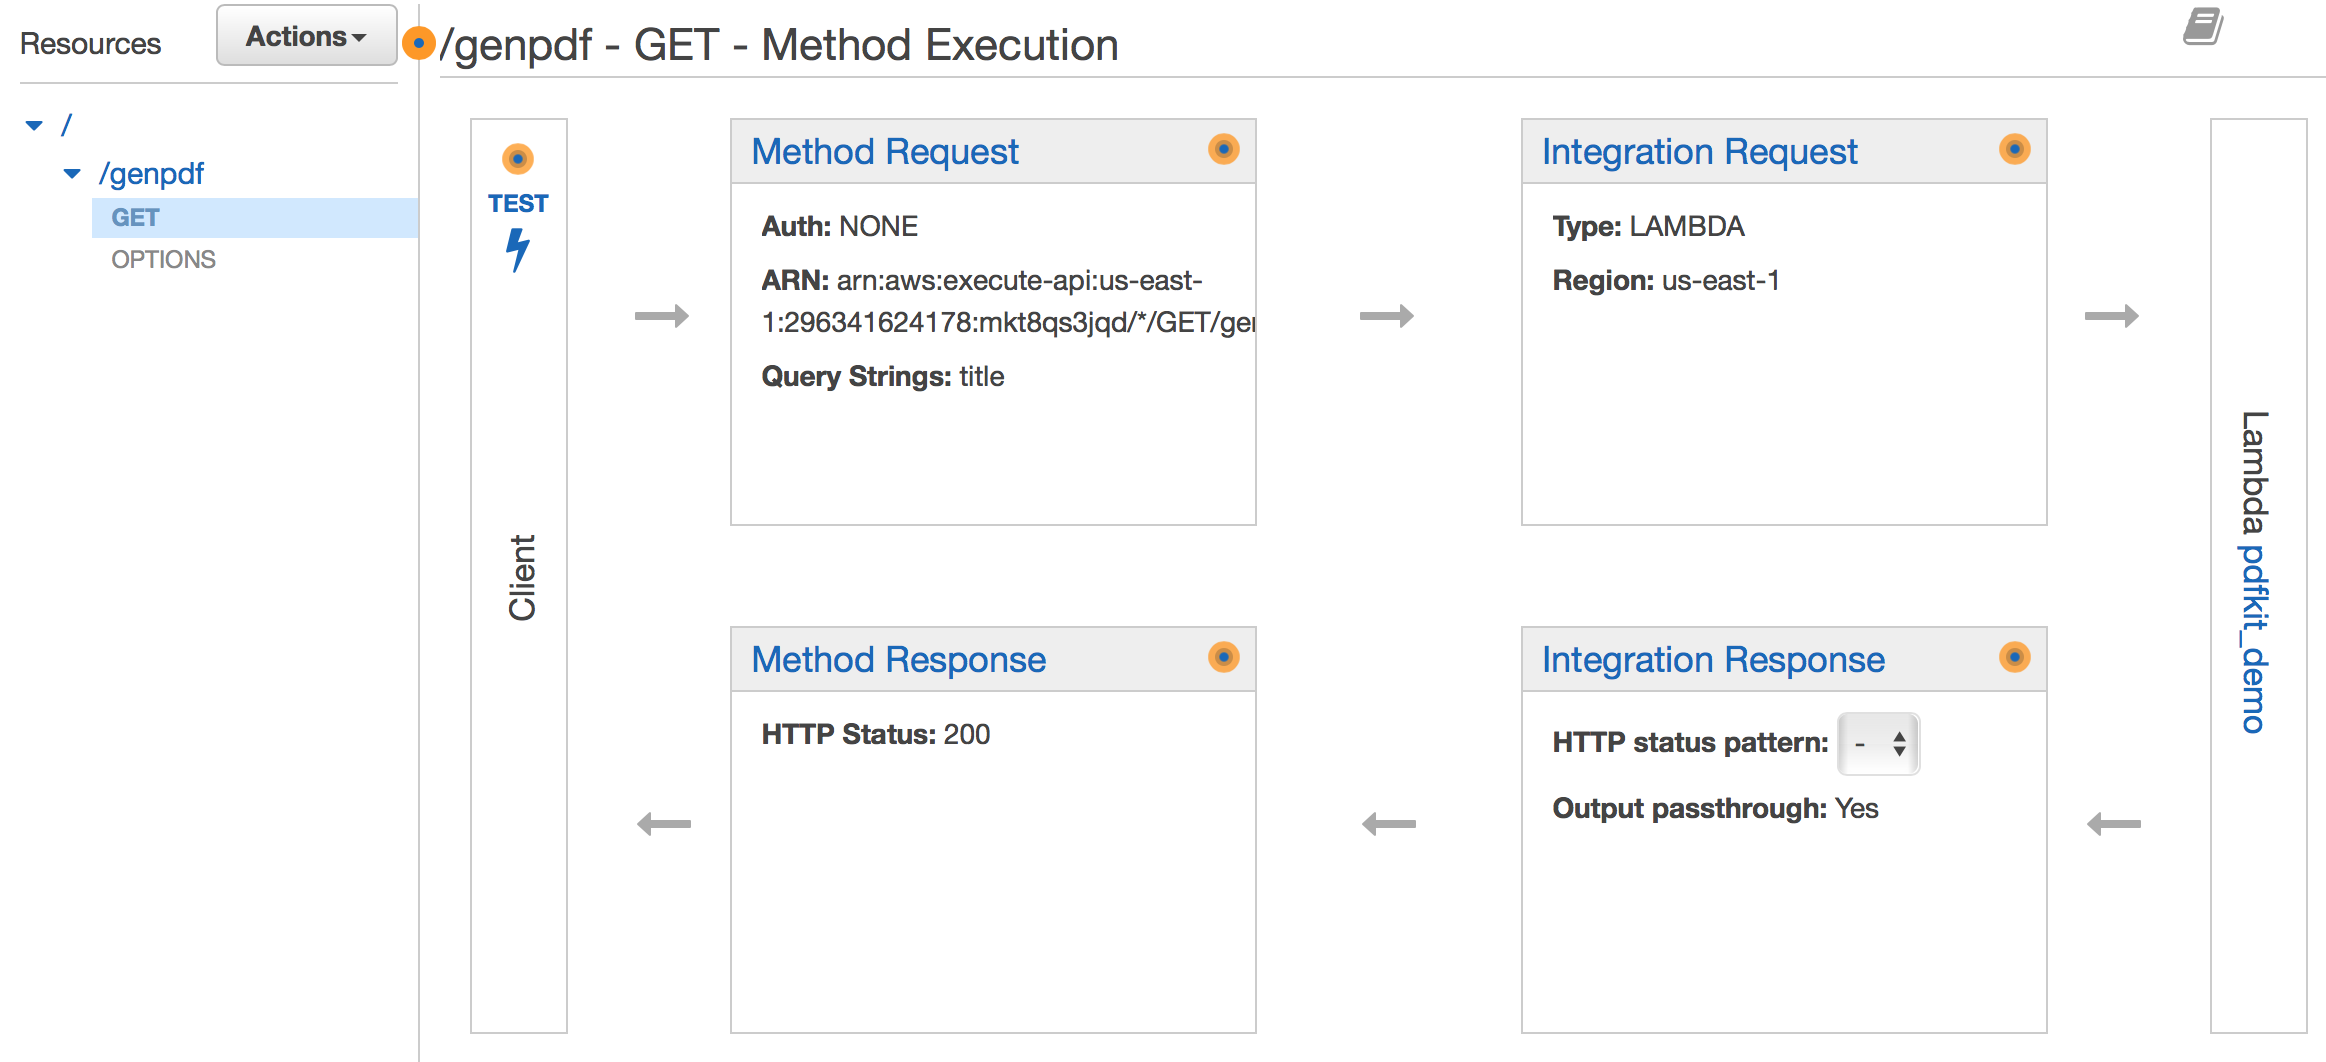 Resources
Actions
/
/genpdf
GET
OPTIONS
/genpdf - GET - Method Execution
TEST
Client
Method Request
Auth: NONE
ARN: arn:aws:execute-api:us-east-
1:296341624178:mkt8qs3jqd/*/GET/ge
Query Strings: title
Integration Request
Type: LAMBDA
Region: us-east-1
Lambda pdfkit_demo
Method Response
HTTP Status: 200
Integration Response
HTTP status pattern: -
Output passthrough: Yes